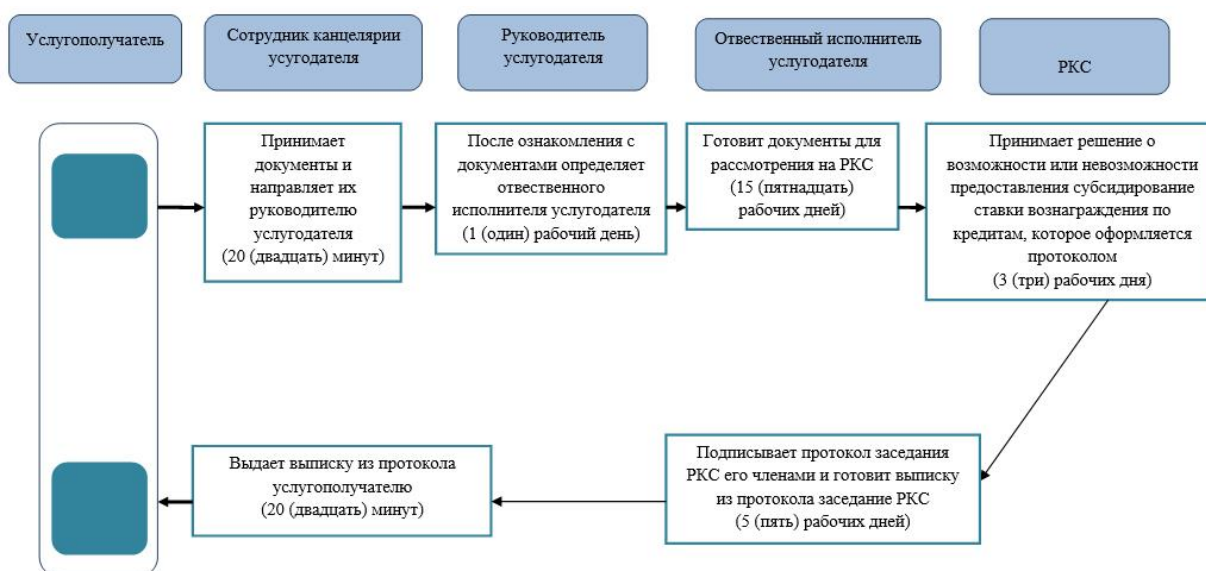 Услугополучатель
Сотрудник канцелярии
усугодателя
Руководитель
услугодателя
Отвественный исполнитель
услугодателя
РКС
Принимает
документы и
направляет их
руководителю
услугодателя
(20 (двадцать) минут)
После ознакомления с
документами определяет
отвественного
исполнителя услугодателя
(1 (один) рабочий день)
Готовит документы для
рассмотрения на РКС
(15 (пятнадцать)
рабочих дней)
Принимает решение о
возможности или невозможности
предоставления субсидирование
ставки вознаграждения по
кредитам, которое оформляется
протоколом
(3 (три) рабочих дня)
Выдает выписку из протокола
услугополучателю
(20 (двадцать) минут)
Подписывает протокол заседания
РКС его членами и готовит выписку
из протокола заседание РКС
(5 (пять) рабочих дней)